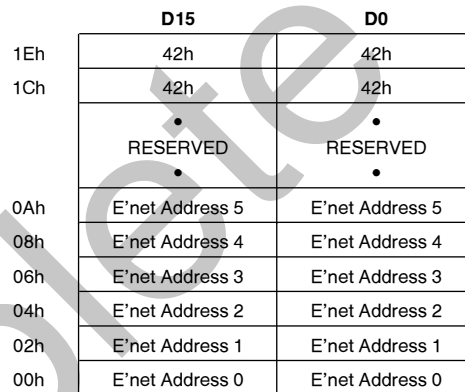 D15 D0
1Eh 42h 42h
1Ch 42h 42h
• •
RESERVED RESERVED
• •
0Ah E'net Address 5 E'net Address 5
08h E'net Address 4 E'net Address 4
06h E'net Address 3 E'net Address 3
04h E'net Address 2 E'net Address 2
02h E'net Address 1 E'net Address 1
00h E'net Address 0 E'net Address 0
plete